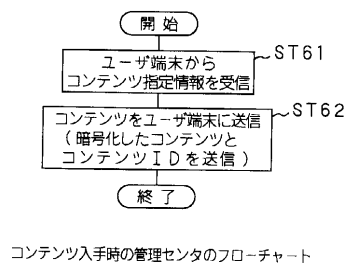 開始
ST61
ユーザ端末から
コンテンツ指定情報を受信
ST62
コンテンツをユーザ端末に送信
(暗号化したコンテンツと
コンテンツIDを送信)
終了
コンテンツ入手時の管理センタのフローチャート